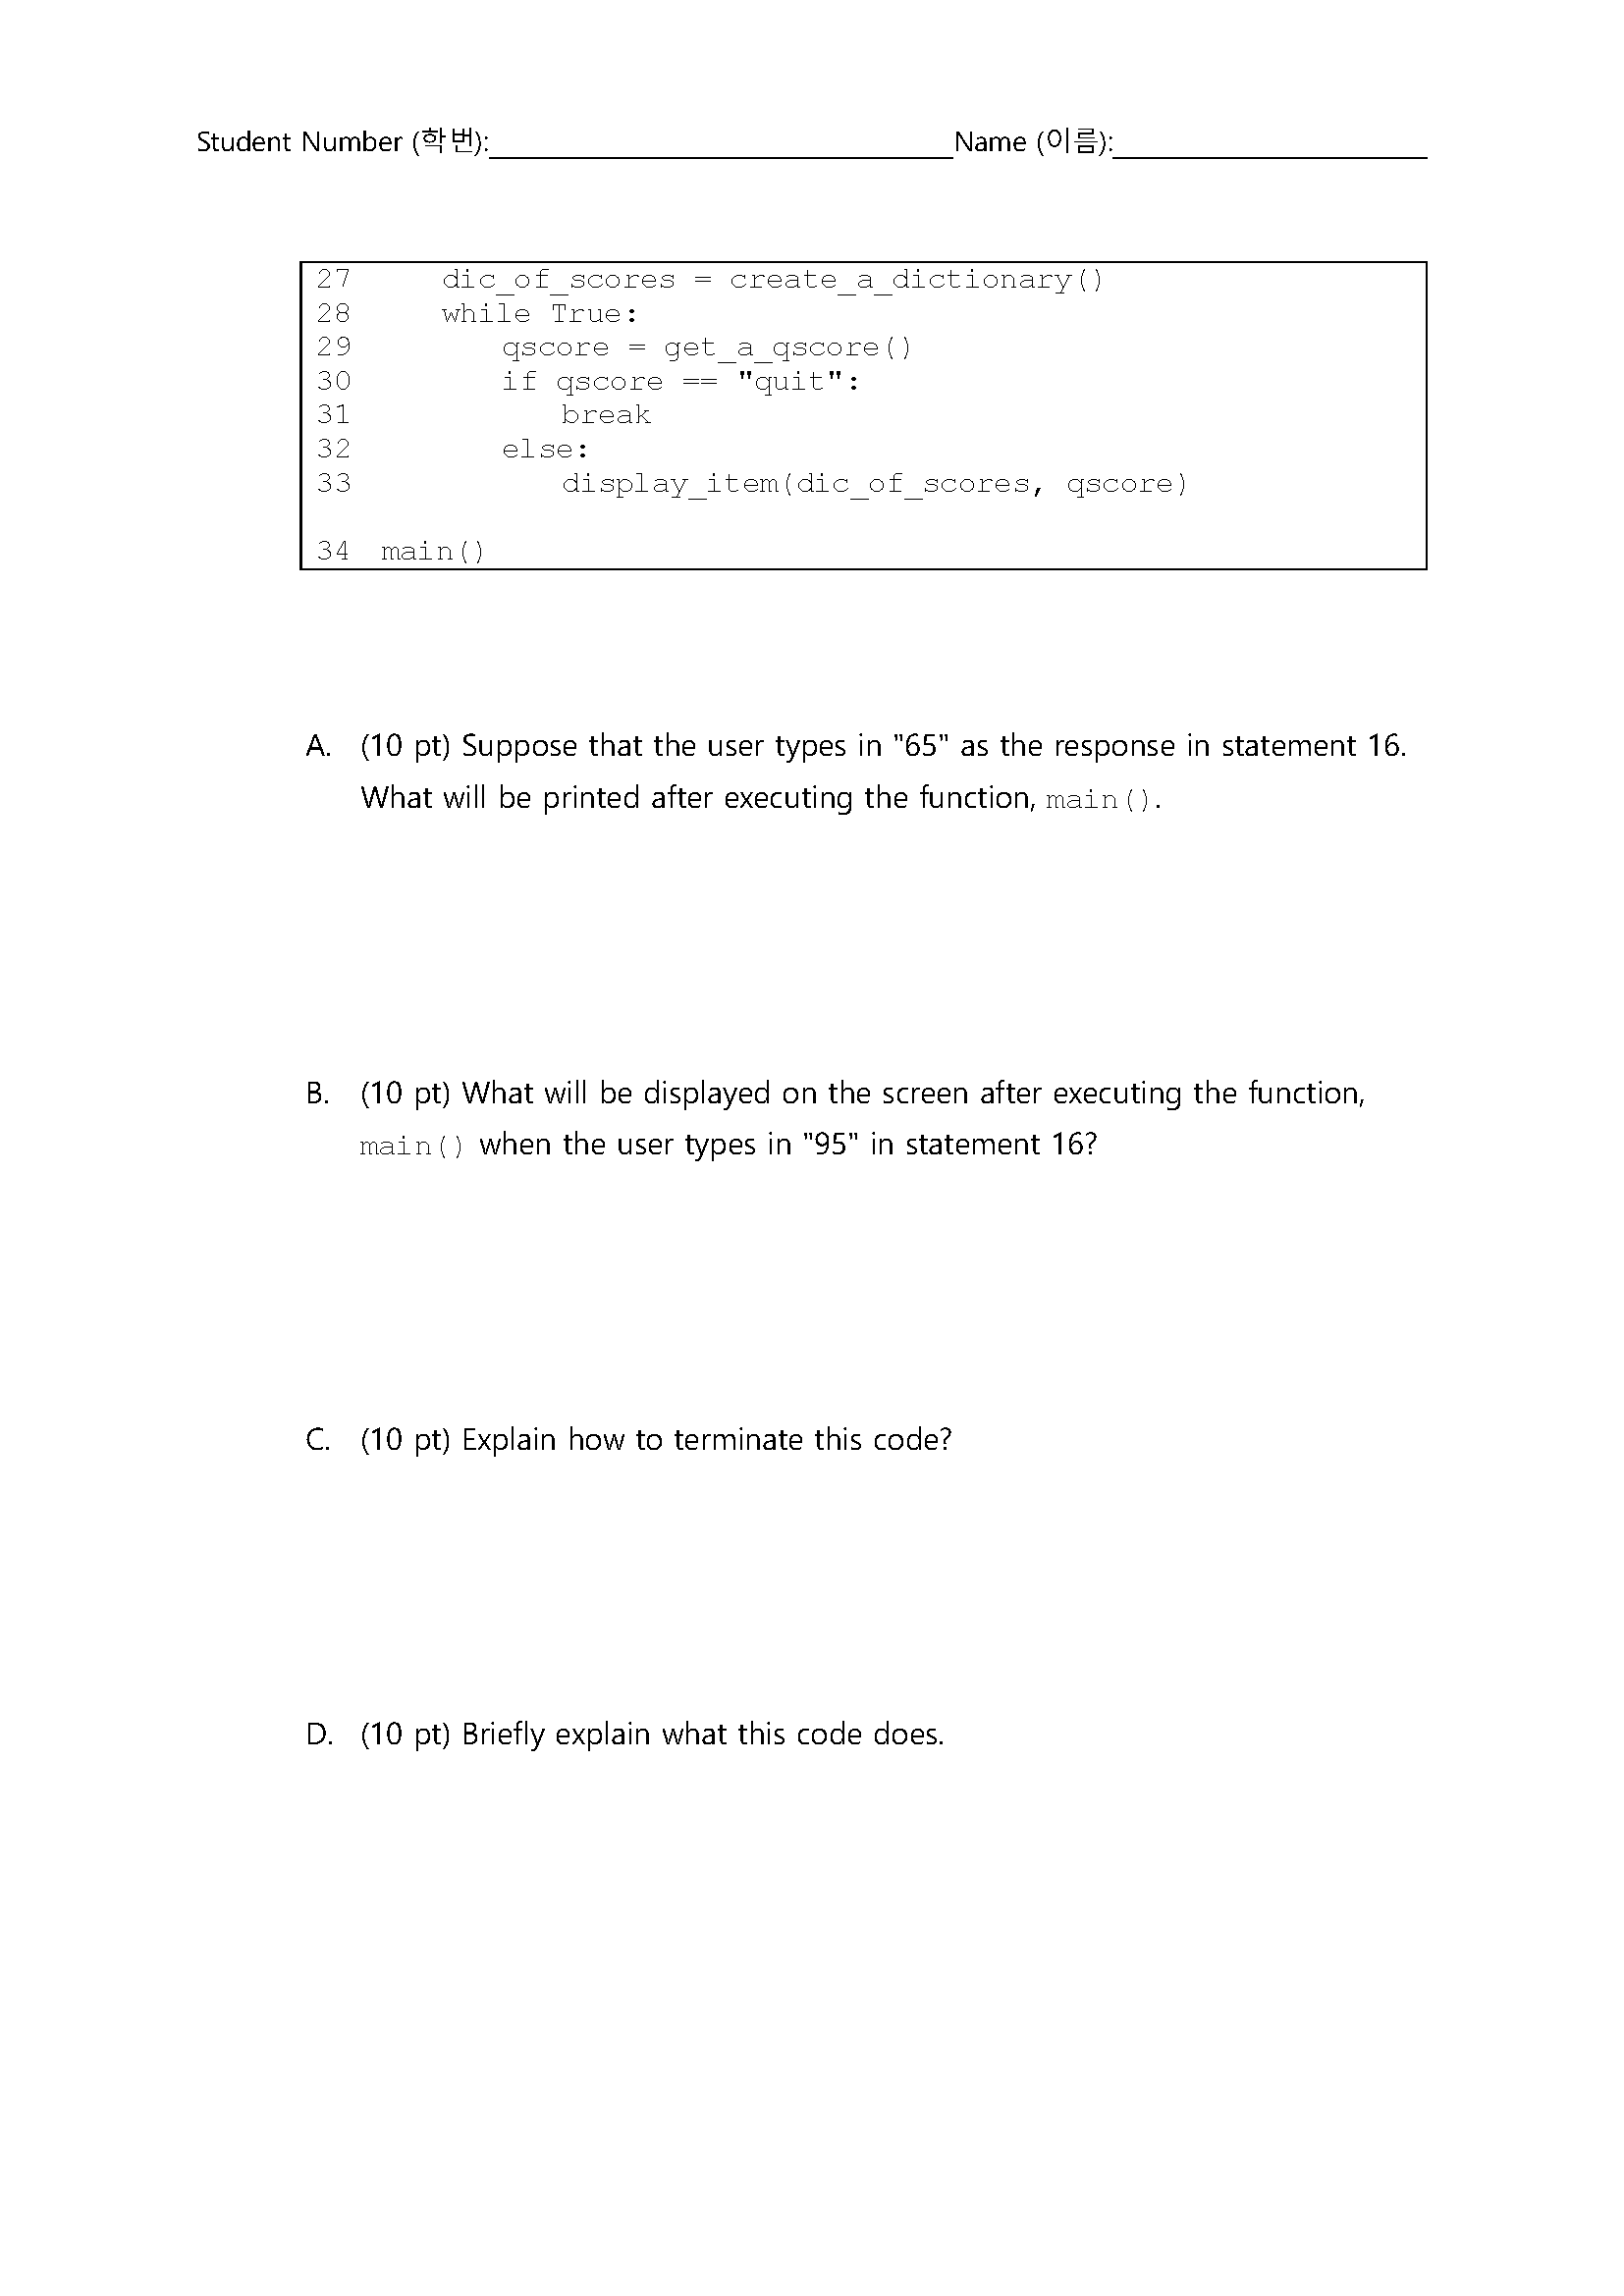 Student Number (학번): Name (이름):
27 dic_of_scores = create_a_dictionary()
28 while True:
29 qscore = get_a_qscore()
30 if qscore == "quit":
31 break
32 else:
33 display_item(dic_of_scores, qscore)
34 main()
A. (10 pt) Suppose that the user types in "65" as the response in statement 16.
What will be printed after executing the function, main().
B. (10 pt) What will be displayed on the screen after executing the function,
main() when the user types in "95" in statement 16?
C. (10 pt) Explain how to terminate this code?
D. (10 pt) Briefly explain what this code does.